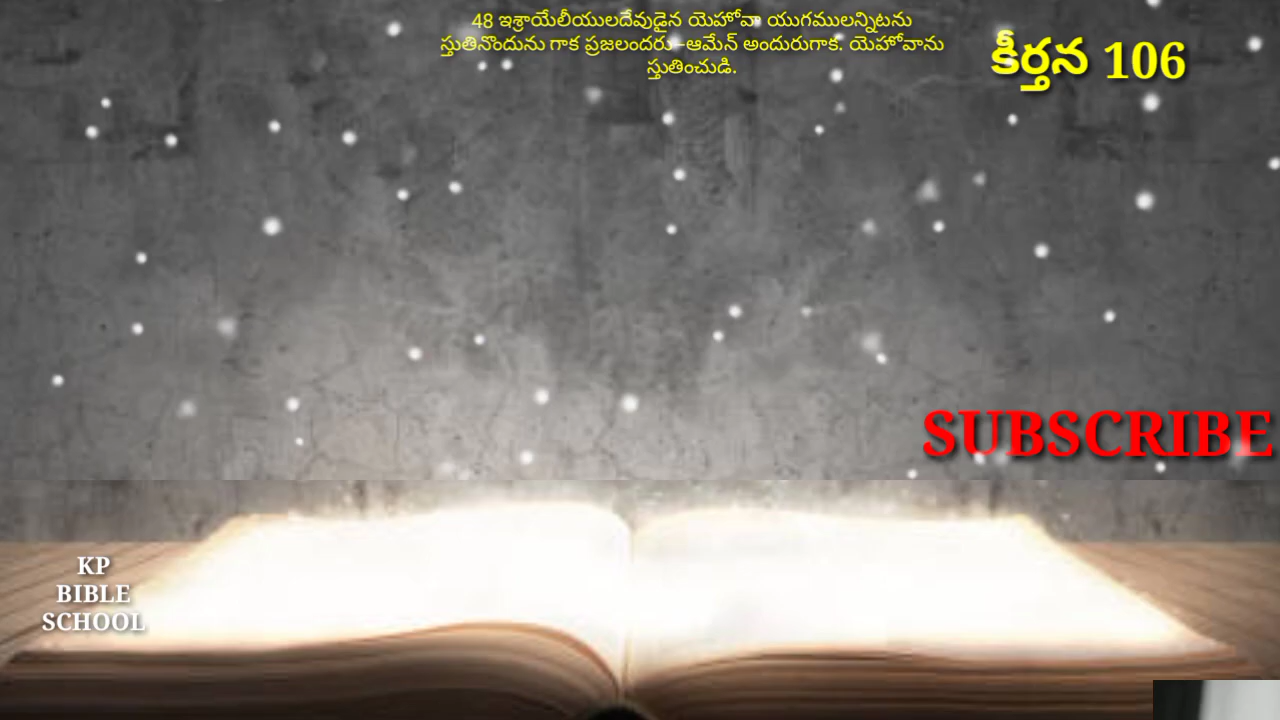 48 ఇశ్రాయేలీయులదేవుడైన యెహోవా యుగములన్నిటను
స్తుతినొందును గాక ప్రజలందరు–ఆమేన్ అందురుగాక. యెహోవాను
స్తుతించుడి.
కీర్తన 106
SUBSCRIBE
KP
BIBLE
SCHOOL